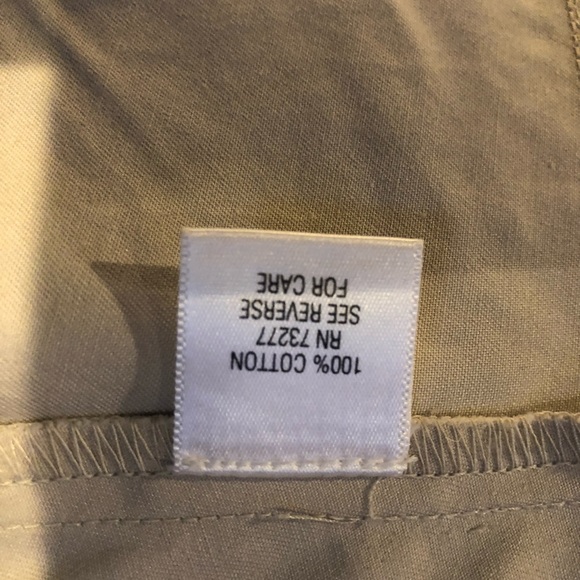 100% COTTON
RN 73277
SEE REVERSE
FOR CARE